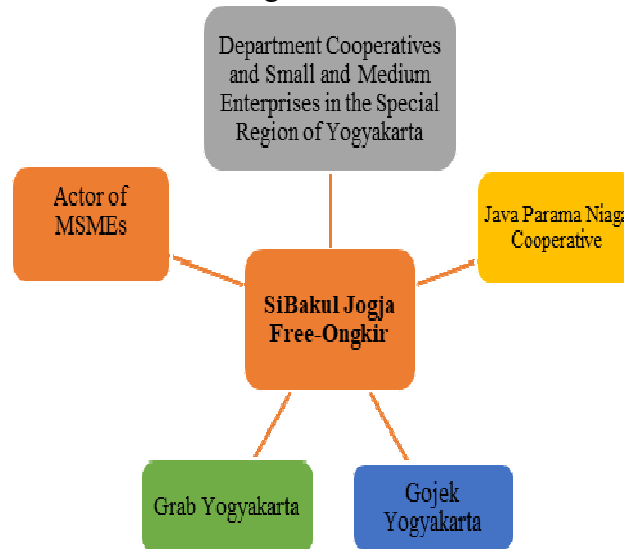 Department Cooperatives
and Small and Medium
Enterprises in the Special
Region of Yogyakarta
Actor of
MSMEs
Java Parama Niaga
Cooperative
SiBakul Jogja
Free-Ongkir
Grab Yogyakarta
Gojek
Yogyakarta